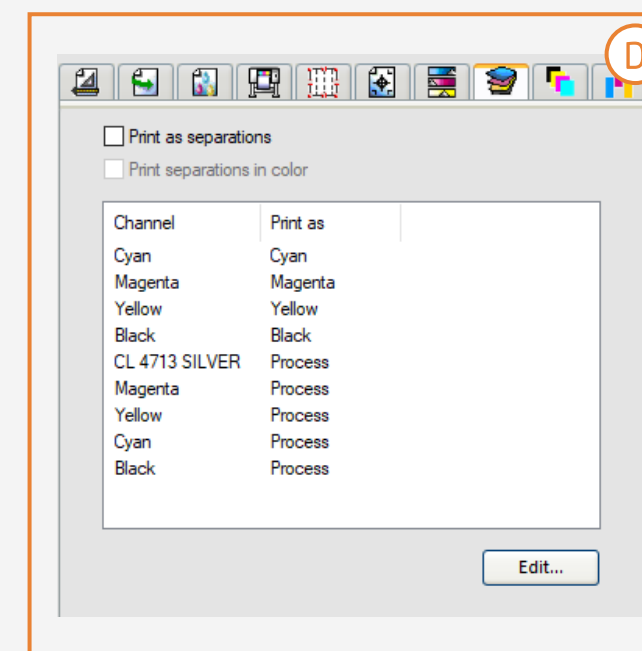 D
Print as separations
Print separations in color
Channel Print as
Cyan Cyan
Magenta Magenta
Yellow Yellow
Black Black
CL 4713 SILVER Process
Magenta Process
Yellow Process
Cyan Process
Black Process
Edit...